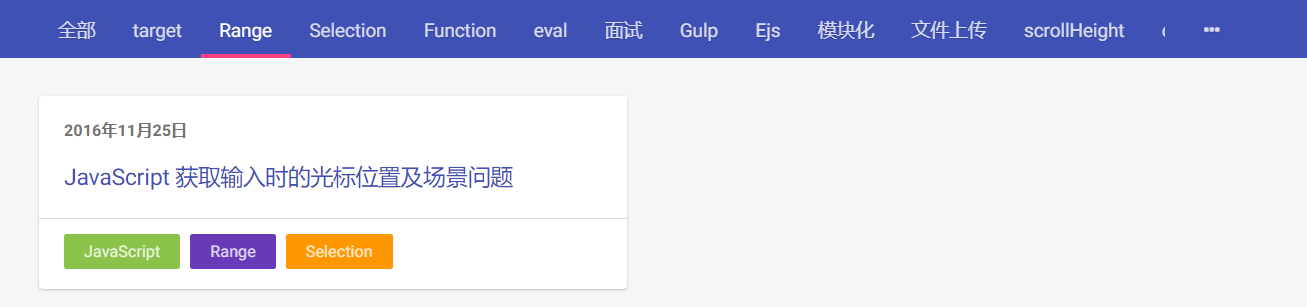 全部 target Range Selection Function eval 面试 Gulp Ejs 模块化 文件上传 scrollHeight
2016年11月25日
JavaScript 获取输入时的光标位置及场景问题
JavaScript Range Selection